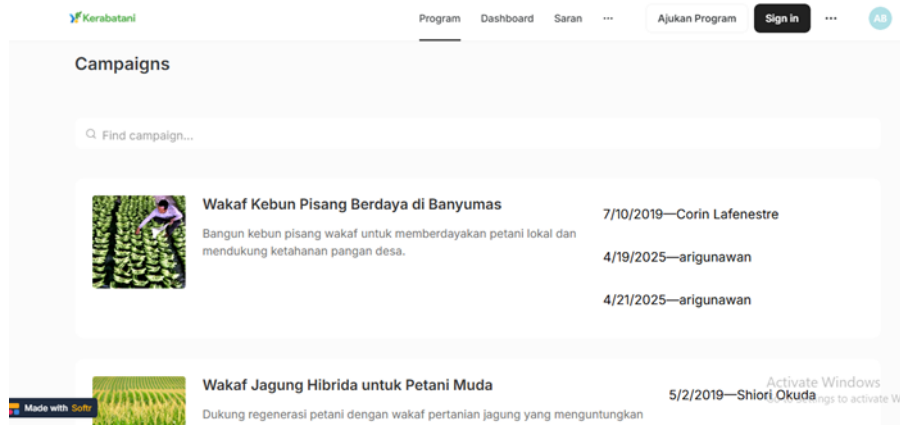 Kerabatani
Program Dashboard Saran ... Ajukan Program Sign in ... AB
Campaigns
Find campaign...
Wakaf Kebun Pisang Berdaya di Banyumas
Bangun kebun pisang wakaf untuk memberdayakan petani lokal dan
mendukung ketahanan pangan desa.
7/10/2019—Corin Lafenestre
4/19/2025—arigunawan
4/21/2025—arigunawan
Wakaf Jagung Hibrida untuk Petani Muda
Dukung regenerasi petani dengan wakaf pertanian jagung yang menguntungkan
5/2/2019—Shiori Okuda
Activate Windows
ngs to activate W
Made with Softr